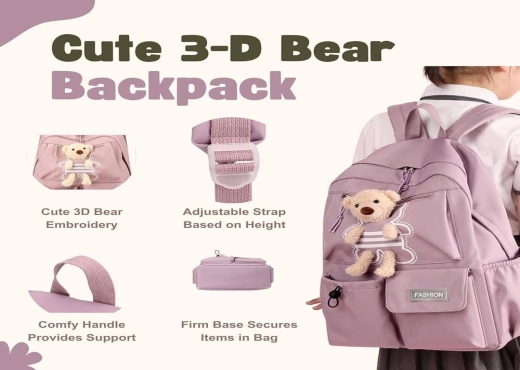 Cute 3-D Bear
Backpack
Cute 3D Bear
Embroidery
Adjustable Strap
Based on Height
Comfy Handle
Provides Support
Firm Base Secures
Items in Bag
FASHION